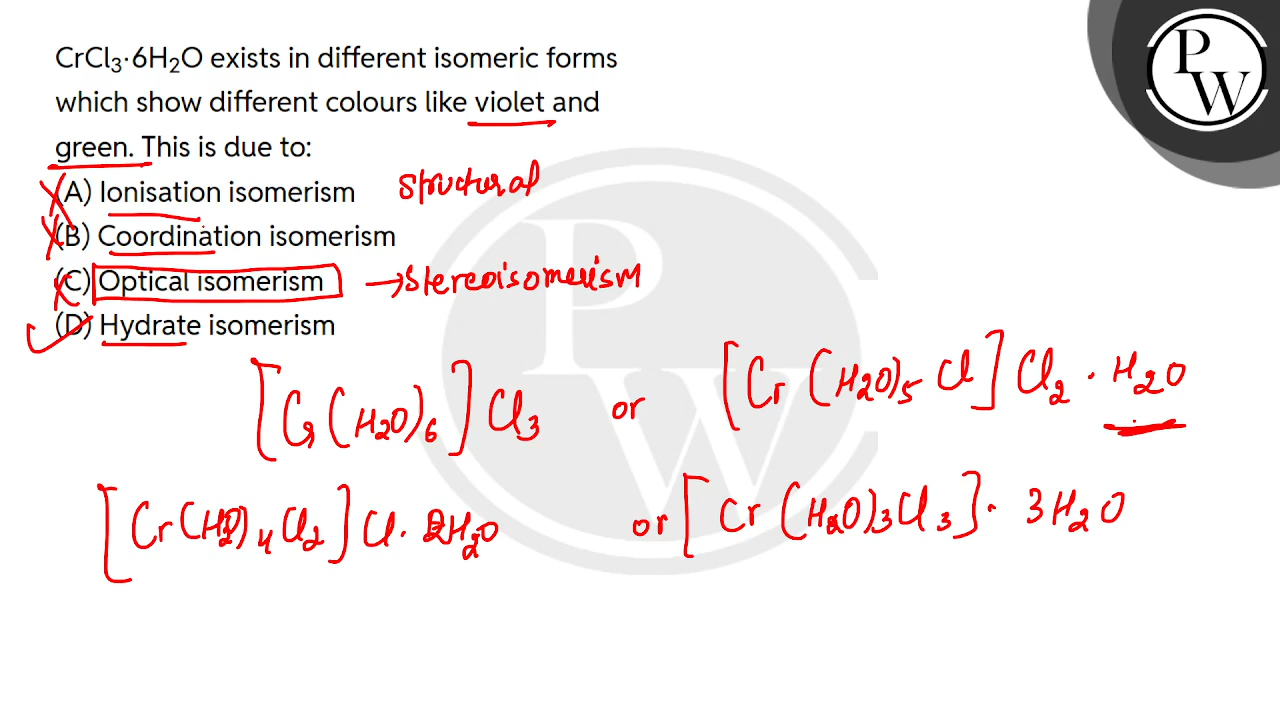 CrCl₃·6H₂O exists in different isomeric forms
which show different colours like violet and
green. This is due to:
(A) Ionisation isomerism structural
(B) Coordination isomerism
(C) Optical isomerism → stereoisomerism
(D) Hydrate isomerism
[Cr(H₂O)₆]Cl₃ or [Cr(H₂O)₅Cl]Cl₂·H₂O
[Cr(H₂O)₄Cl₂]Cl·2H₂O or [Cr(H₂O)₃Cl₃]·3H₂O
P
W
P
W